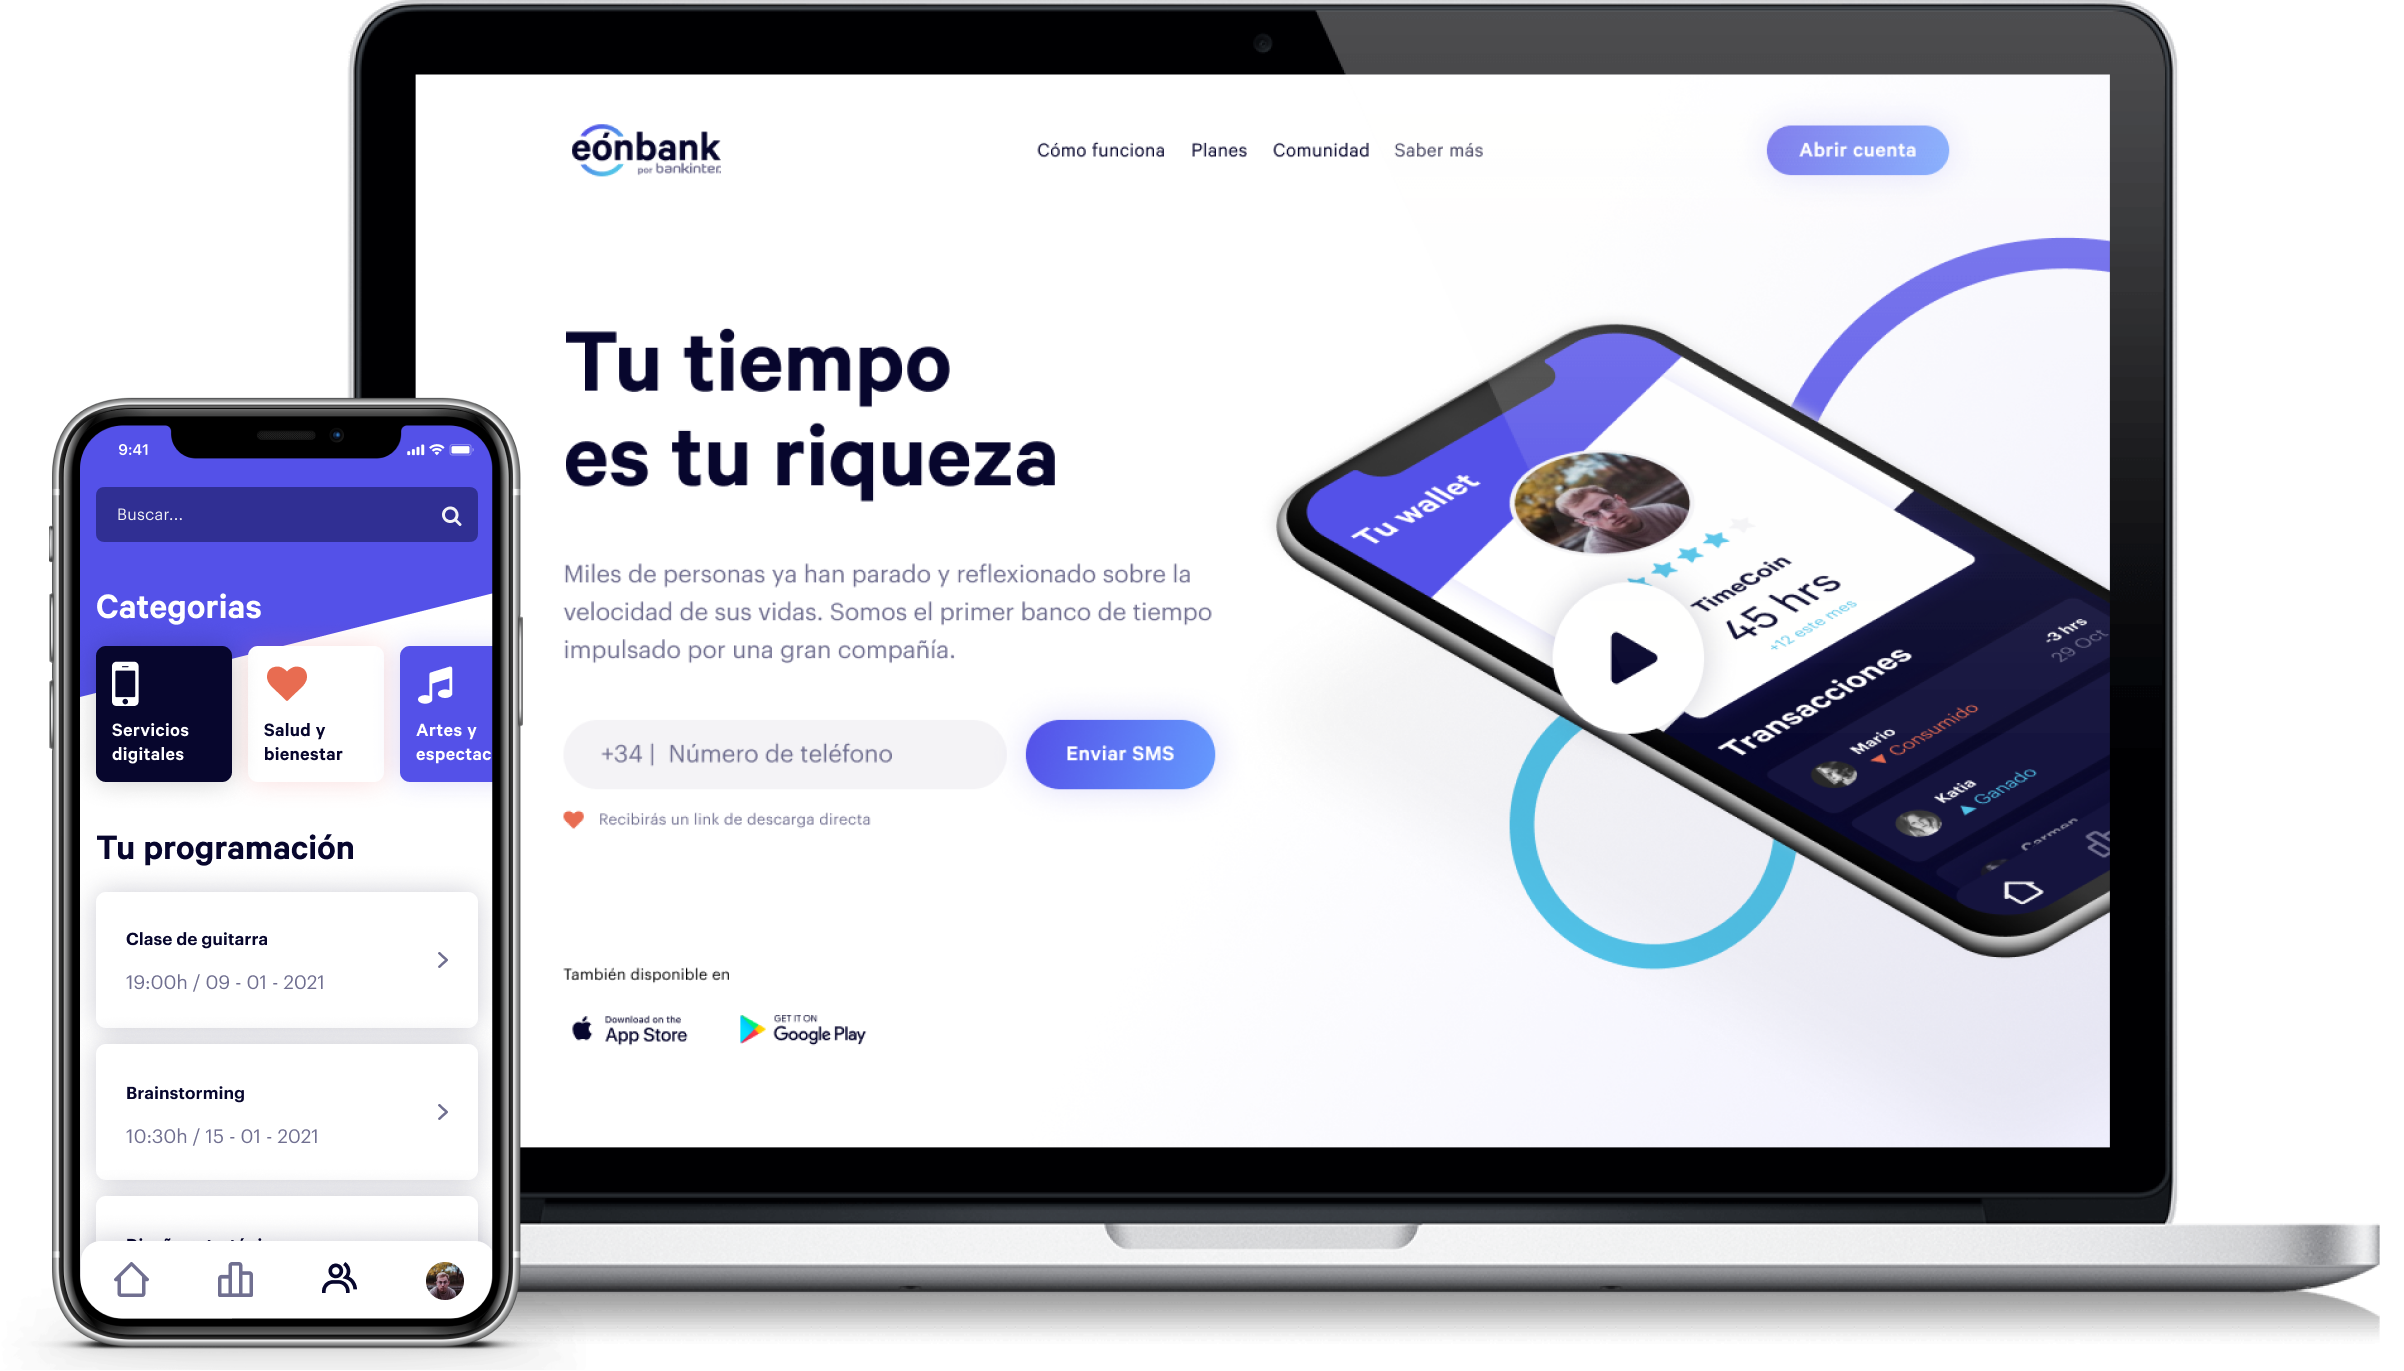 eónbank
por bankinter.
Cómo funciona
Planes
Comunidad
Saber más
Abrir cuenta
Tu tiempo
es tu riqueza
Miles de personas ya han parado y reflexionado sobre la
velocidad de sus vidas. Somos el primer banco de tiempo
impulsado por una gran compañía.
+34 | Número de teléfono
Enviar SMS
Recibirás un link de descarga directa
También disponible en
Download on the
App Store
GET IT ON
Google Play
Tu wallet
TimeCoin
45 hrs
+12 este mes
Transacciones
-3 hrs
29 Oct
Mario
Consumido
Katia
Ganado
Carmen
9:41
Buscar...
Categorias
Servicios
digitales
Salud y
bienestar
Artes y
espectac
Tu programación
Clase de guitarra
19:00h / 09 - 01 - 2021
Brainstorming
10:30h / 15 - 01 - 2021